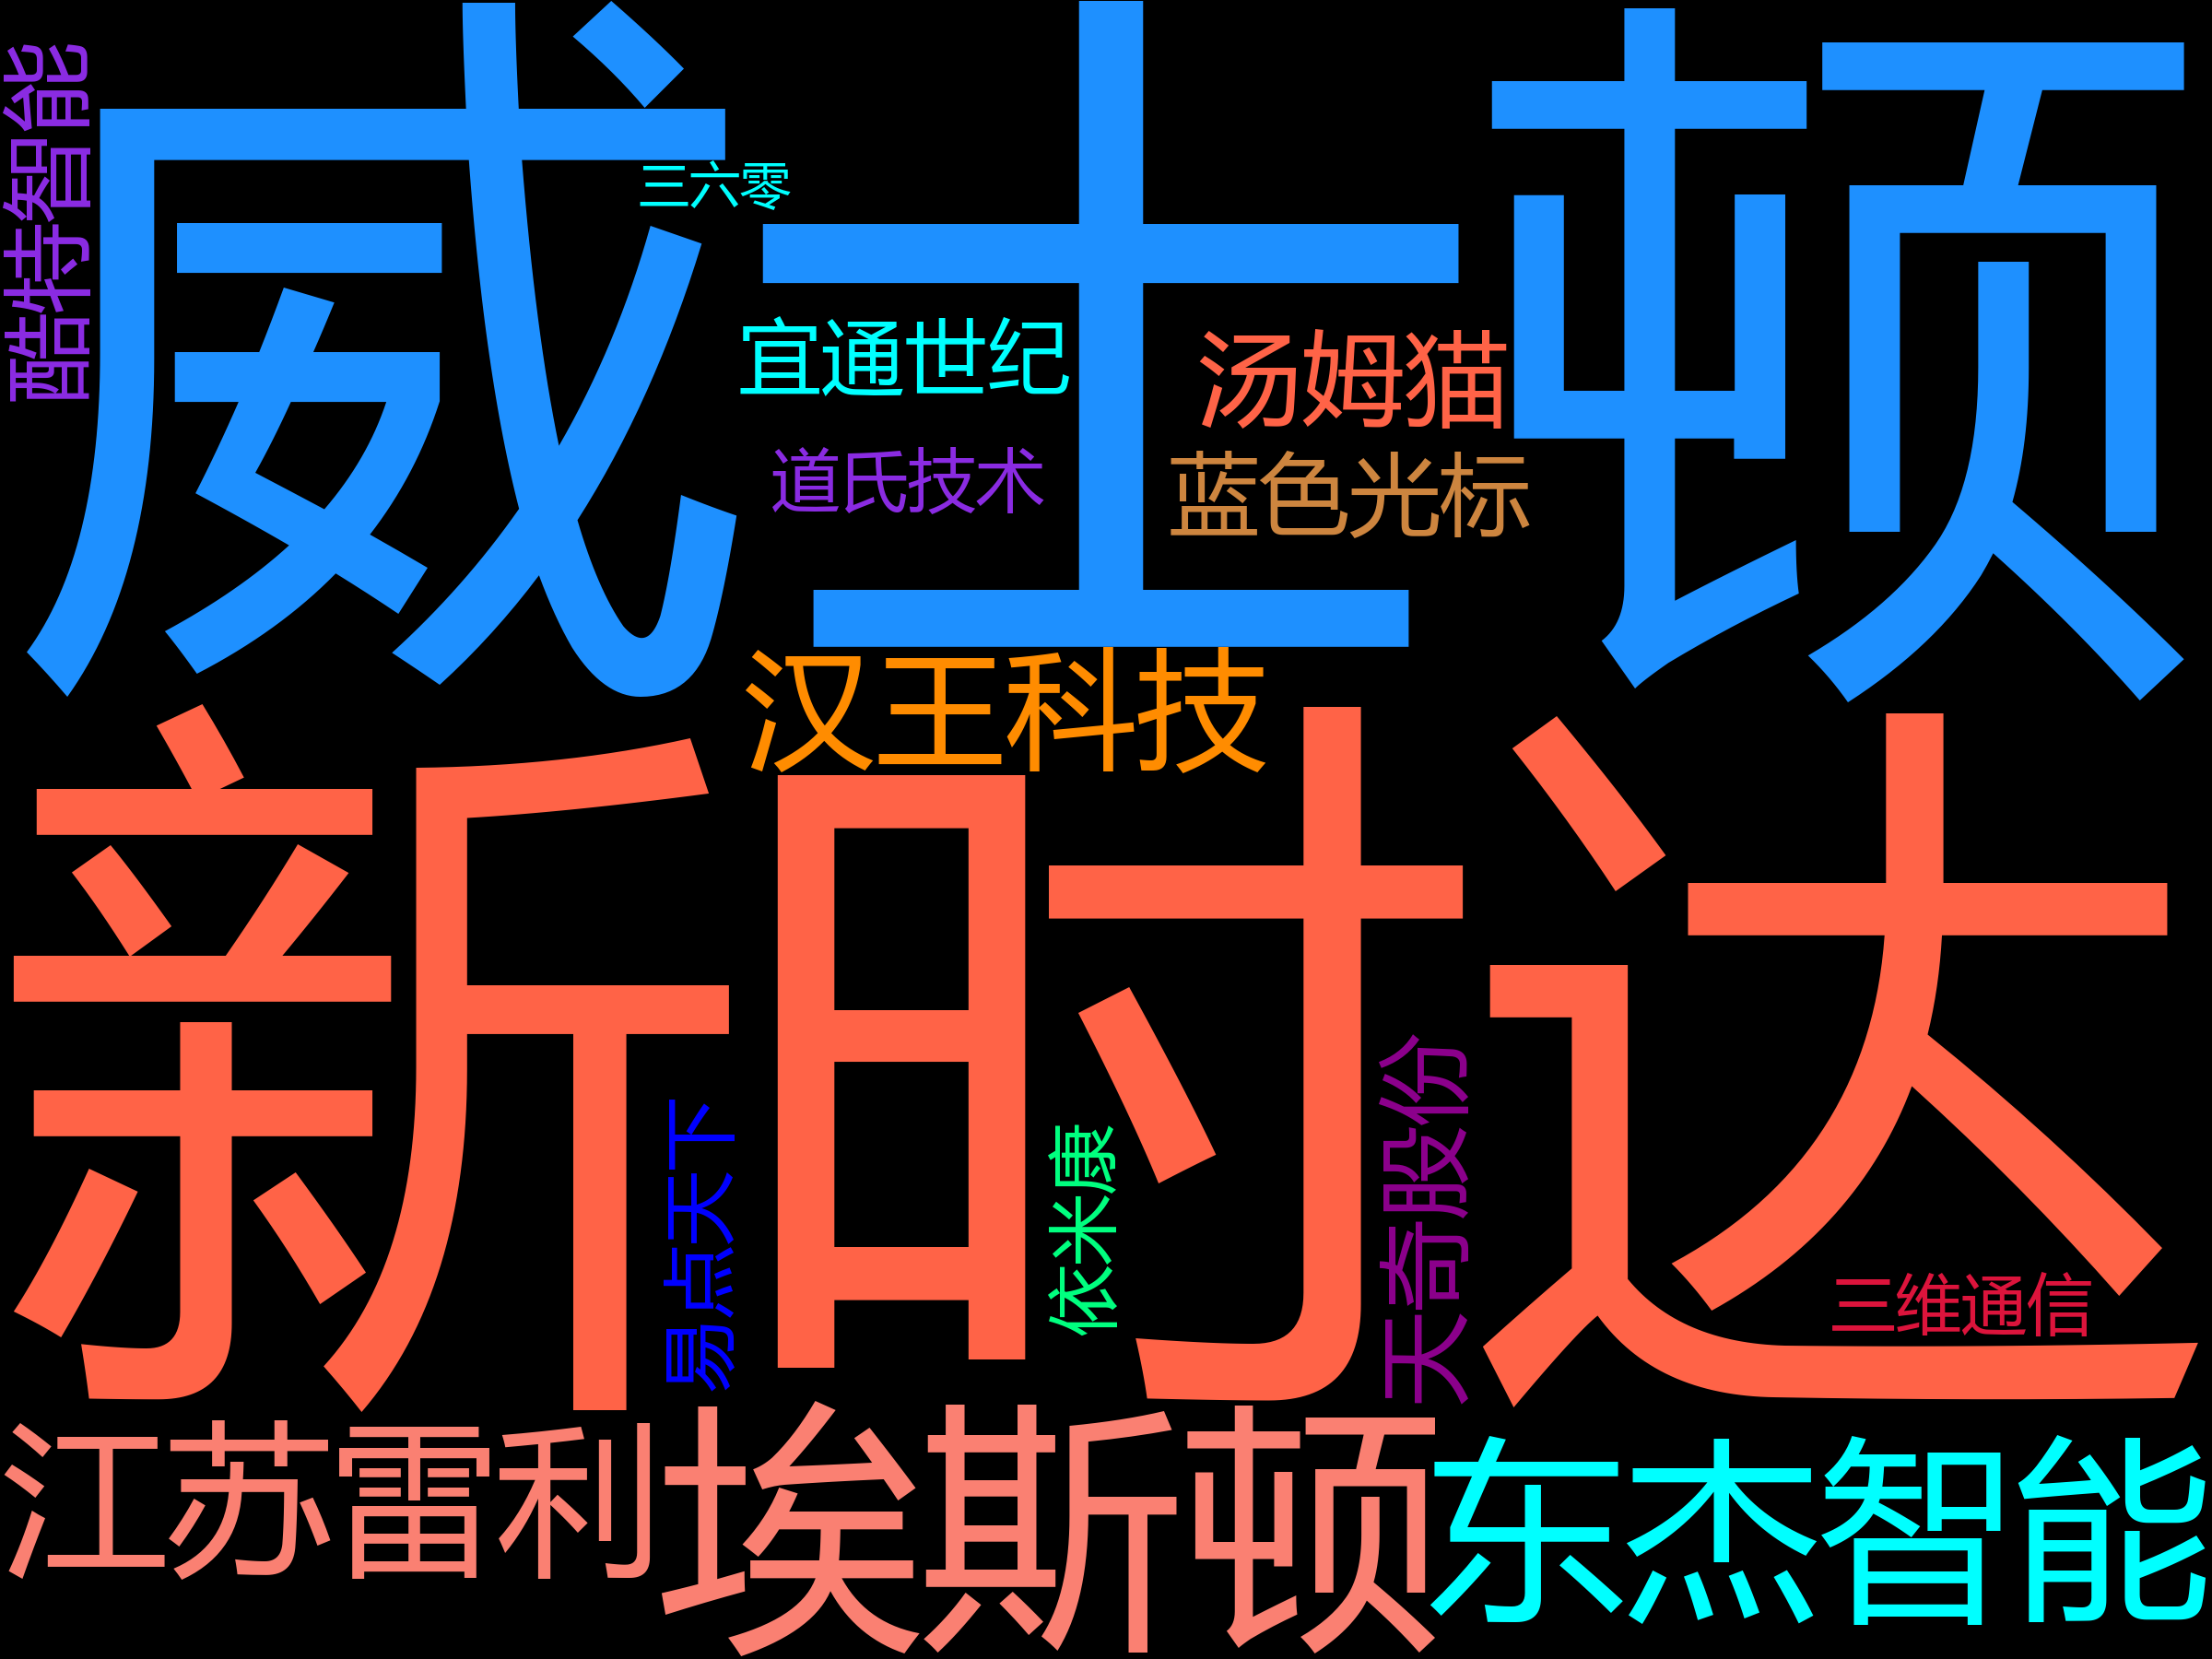 威士顿
三六零
酷特智能
宜通世纪
汤姆猫
道氏技术
蓝色光标
汉王科技
新时达
易点天下
依米康
天奇股份
三维通信
江苏雷利
埃斯顿
东杰智能